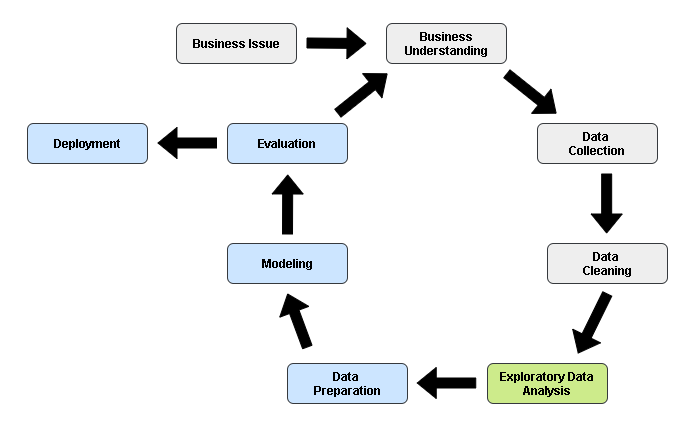 Business Issue
Business
Understanding
Deployment
Evaluation
Data
Collection
Modeling
Data
Cleaning
Data
Preparation
Exploratory Data
Analysis